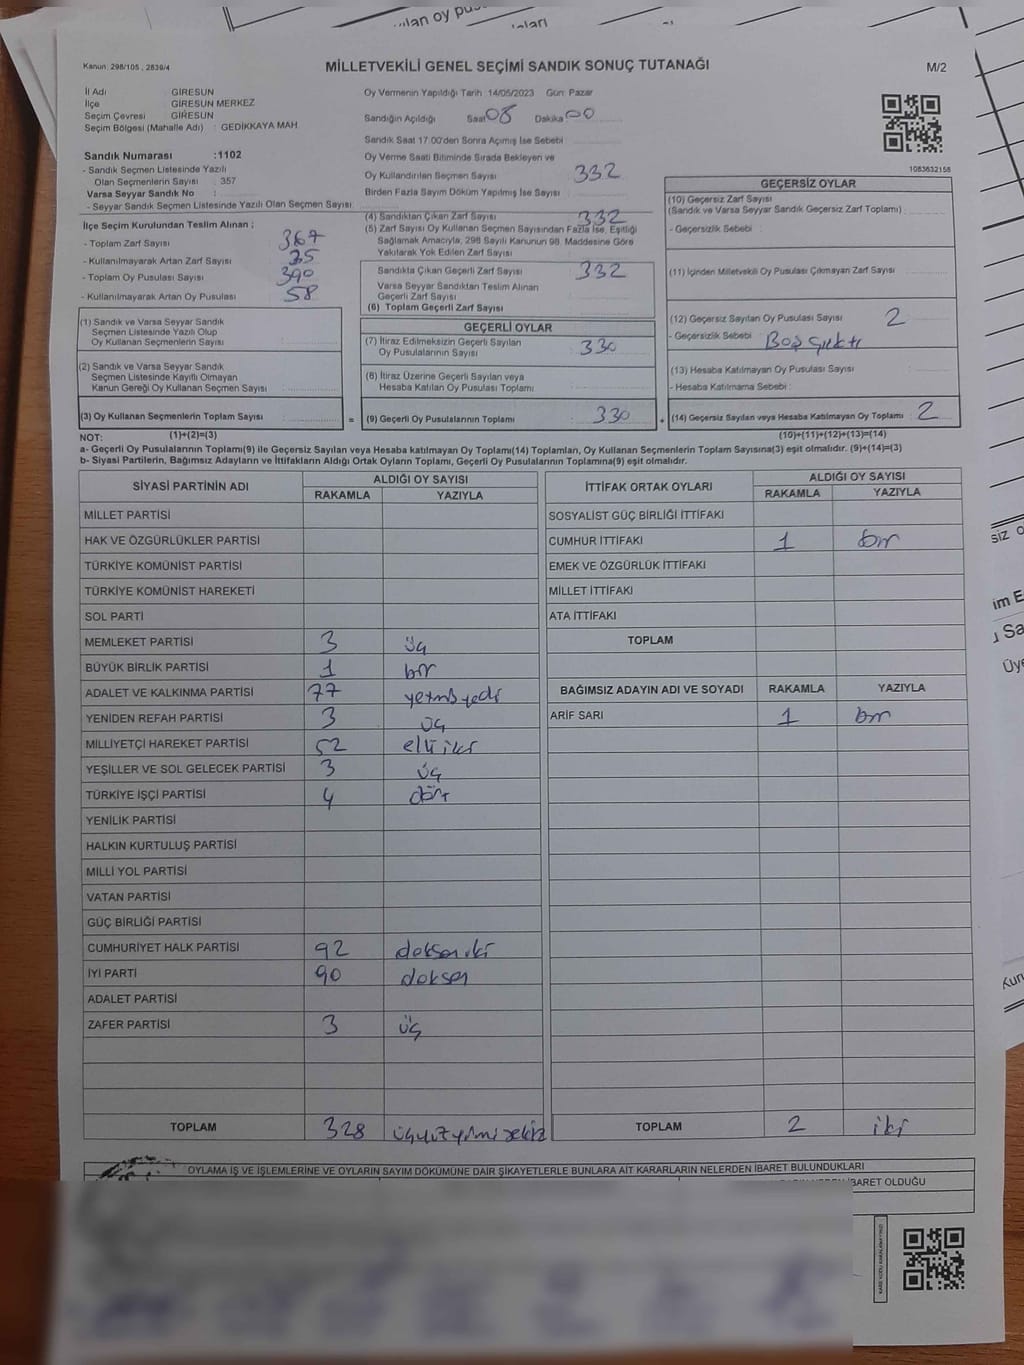 Kanun: 298/105 , 2839/4
MİLLETVEKİLİ GENEL SEÇİMİ SANDIK SONUÇ TUTANAĞI
M/2
İl Adı : GİRESUN
İlçe : GİRESUN MERKEZ
Seçim Çevresi : GİRESUN
Seçim Bölgesi (Mahalle Adı) : GEDİKKAYA MAH.
Oy Vermenin Yapıldığı Tarih :14/05/2023 Gün: Pazar
Sandığın Açıldığı Saat 08 Dakika 00
Sandık Saat 17:00'den Sonra Açımış İse Sebebi
Oy Verme Saati Bitiminde Sırada Bekleyen ve
Oy Kullandırılan Seçmen Sayısı 332
Birden Fazla Sayım Döküm Yapılmış İse Sayısı
1083632156
Sandık Numarası :1102
- Sandık Seçmen Listesinde Yazılı
Olan Seçmenlerin Sayısı : 357
Varsa Seyyar Sandık No :
- Seyyar Sandık Seçmen Listesinde Yazılı Olan Seçmen Sayısı:
İlçe Seçim Kurulundan Teslim Alınan ;
- Toplam Zarf Sayısı : 367
- Kullanılmayarak Artan Zarf Sayısı : 35
- Toplam Oy Pusulası Sayısı : 390
- Kullanılmayarak Artan Oy Pusulası : 58
(4) Sandıktan Çıkan Zarf Sayısı : 332
(5) Zarf Sayısı Oy Kullanan Seçmen Sayısından Fazla İse, Eşitliği
Sağlamak Amacıyla, 298 Sayılı Kanunun 98. Maddesine Göre
Yakılarak Yok Edilen Zarf Sayısı :
Sandıkta Çıkan Geçerli Zarf Sayısı : 332
Varsa Seyyar Sandıktan Teslim Alınan
Geçerli Zarf Sayısı :
(6) Toplam Geçerli Zarf Sayısı :
GEÇERSİZ OYLAR
(10) Geçersiz Zarf Sayısı
(Sandık ve Varsa Seyyar Sandık Geçersiz Zarf Toplamı) :
- Geçersizlik Sebebi :
(11) İçinden Milletvekili Oy Pusulası Çıkmayan Zarf Sayısı :
(12) Geçersiz Sayılan Oy Pusulası Sayısı : 2
- Geçersizlik Sebebi : Boş çıktı
(13) Hesaba Katılmayan Oy Pusulası Sayısı :
- Hesaba Katılmama Sebebi :
(14) Geçersiz Sayılan veya Hesaba Katılmayan Oy Toplamı : 2
(10)+(11)+(12)+(13)=(14)
(1) Sandık ve Varsa Seyyar Sandık
Seçmen Listesinde Yazılı Olup
Oy Kullanan Seçmenlerin Sayısı :
(2) Sandık ve Varsa Seyyar Sandık
Seçmen Listesinde Kayıtlı Olmayan
Kanun Gereği Oy Kullanan Seçmen Sayısı :
(3) Oy Kullanan Seçmenlerin Toplam Sayısı :
(1)+(2)=(3)
=
GEÇERLİ OYLAR
(7) İtiraz Edilmeksizin Geçerli Sayılan
Oy Pusulalarının Sayısı : 330
(8) İtiraz Üzerine Geçerli Sayılan veya
Hesaba Katılan Oy Pusulası Toplamı :
(9) Geçerli Oy Pusulalarının Toplamı : 330
+
NOT:
a- Geçerli Oy Pusulalarının Toplamı(9) ile Geçersiz Sayılan veya Hesaba katılmayan Oy Toplamı(14) Toplamları, Oy Kullanan Seçmenlerin Toplam Sayısına(3) eşit olmalıdır. (9)+(14)=(3)
b- Siyasi Partilerin, Bağımsız Adayların ve İttifakların Aldığı Ortak Oyların Toplamı, Geçerli Oy Pusulalarının Toplamına(9) eşit olmalıdır.
SİYASİ PARTİNİN ADI ALDIĞI OY SAYISI
RAKAMLA YAZIYLA
MİLLET PARTİSİ
HAK VE ÖZGÜRLÜKLER PARTİSİ
TÜRKİYE KOMÜNİST PARTİSİ
TÜRKİYE KOMÜNİST HAREKETİ
SOL PARTİ
MEMLEKET PARTİSİ 3 üç
BÜYÜK BİRLİK PARTİSİ 1 bir
ADALET VE KALKINMA PARTİSİ 77 yetmiş yedi
YENİDEN REFAH PARTİSİ 3 üç
MİLLİYETÇİ HAREKET PARTİSİ 52 elli iki
YEŞİLLER VE SOL GELECEK PARTİSİ 3 üç
TÜRKİYE İŞÇİ PARTİSİ 4 dört
YENİLİK PARTİSİ
HALKIN KURTULUŞ PARTİSİ
MİLLİ YOL PARTİSİ
VATAN PARTİSİ
GÜÇ BİRLİĞİ PARTİSİ
CUMHURİYET HALK PARTİSİ 92 doksan iki
İYİ PARTİ 90 doksan
ADALET PARTİSİ
ZAFER PARTİSİ 3 üç
TOPLAM 328 üçyüzyirmi sekiz
İTTİFAK ORTAK OYLARI ALDIĞI OY SAYISI
RAKAMLA YAZIYLA
SOSYALİST GÜÇ BİRLİĞİ İTTİFAKI
CUMHUR İTTİFAKI 1 bir
EMEK VE ÖZGÜRLÜK İTTİFAKI
MİLLET İTTİFAKI
ATA İTTİFAKI
TOPLAM
BAĞIMSIZ ADAYIN ADI VE SOYADI RAKAMLA YAZIYLA
ARİF SARI 1 bir
TOPLAM 2 iki
OYLAMA İŞ VE İŞLEMLERİNE VE OYLARIN SAYIM DÖKÜMÜNE DAİR ŞİKAYETLERLE BUNLARA AİT KARARLARIN NELERDEN İBARET BULUNDUKLARI
İBARET OLDUĞU